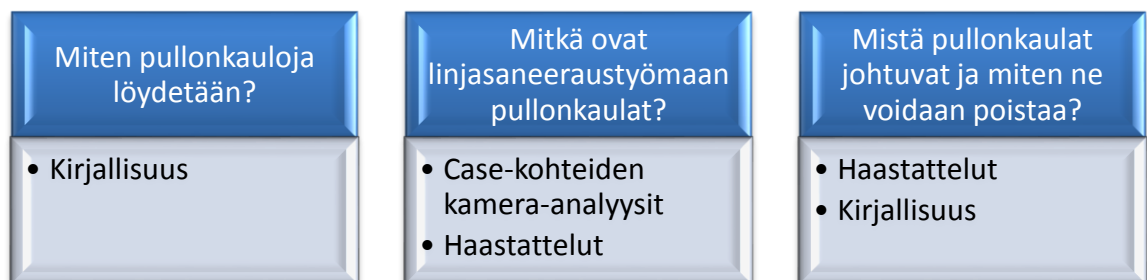 Miten pullonkauloja
löydetään?
• Kirjallisuus
Mitkä ovat
linjasaneeraustyömaan
pullonkaulat?
• Case-kohteiden
kamera-analyysit
• Haastattelut
Mistä pullonkaulat
johtuvat ja miten ne
voidaan poistaa?
• Haastattelut
• Kirjallisuus